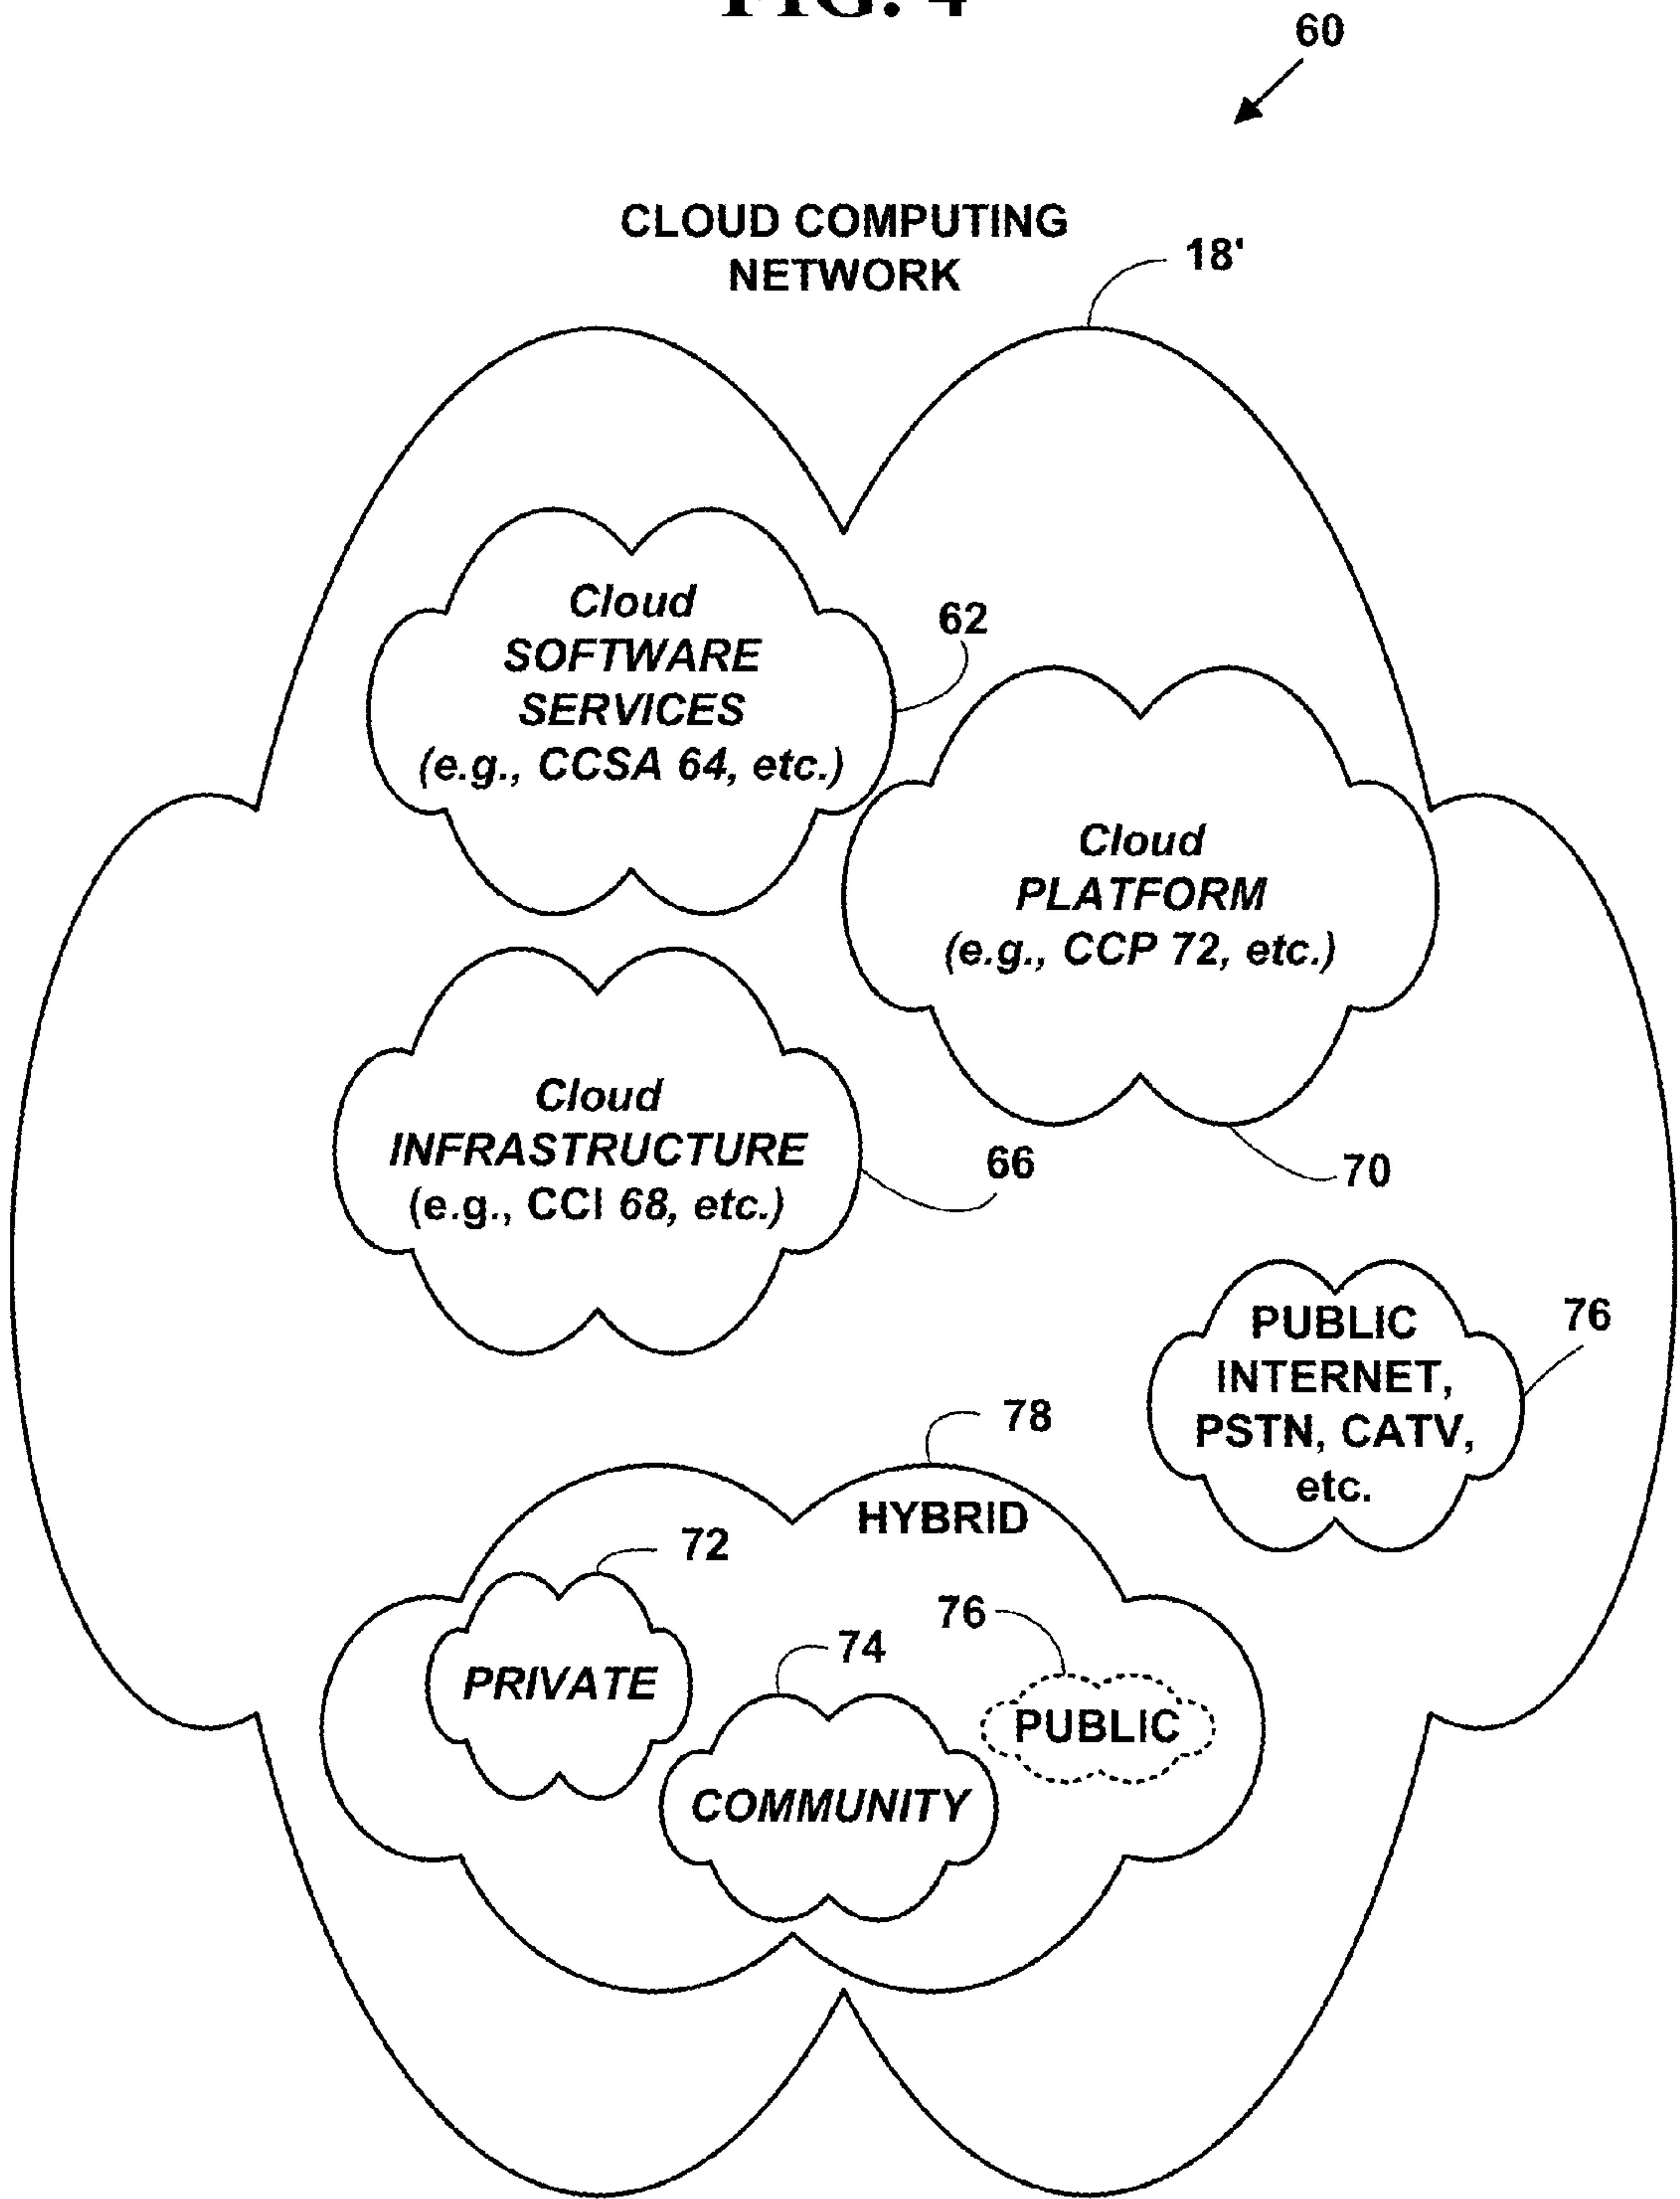 FIG. 4
60
CLOUD COMPUTING
NETWORK
18'
Cloud
SOFTWARE
SERVICES
(e.g., CCSA 64, etc.)
62
Cloud
PLATFORM
(e.g., CCP 72, etc.)
70
Cloud
INFRASTRUCTURE
(e.g., CCI 68, etc.)
66
PUBLIC
INTERNET,
PSTN, CATV,
etc.
76
78
HYBRID
72
PRIVATE
74
COMMUNITY
76
PUBLIC